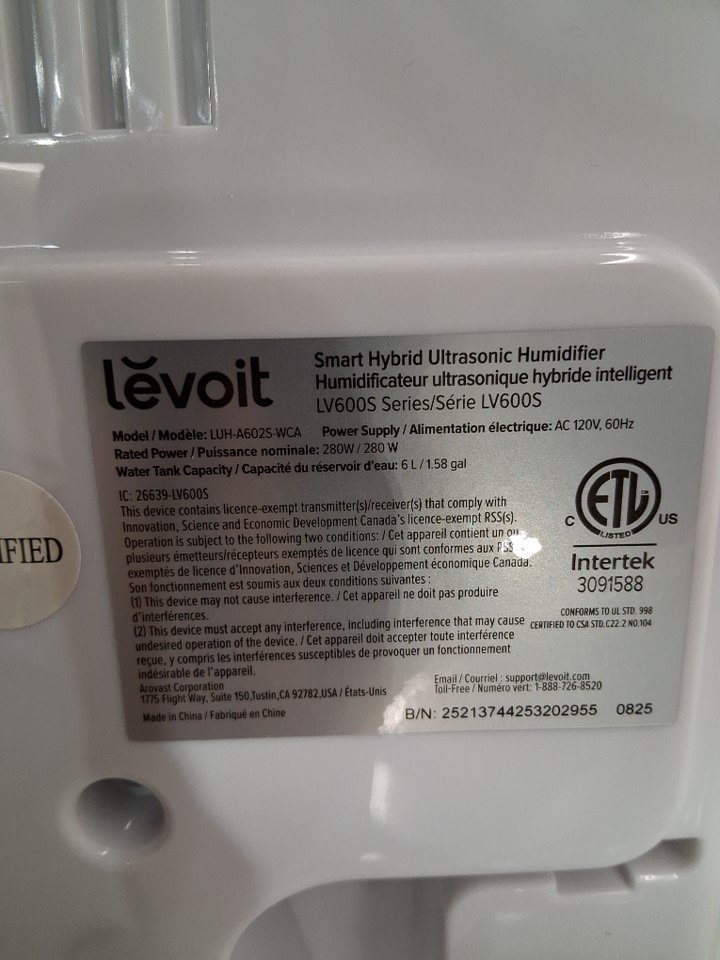 levoit
Smart Hybrid Ultrasonic Humidifier
Humidificateur ultrasonique hybride intelligent
LV600S Series/Série LV600S
Model / Modèle: LUH-A602S-WCA Power Supply / Alimentation électrique: AC 120V, 60Hz
Rated Power / Puissance nominale: 280W / 280 W
Water Tank Capacity / Capacité du réservoir d'eau: 6 L / 1.58 gal
IC: 26639-LV600S
This device contains licence-exempt transmitter(s)/receiver(s) that comply with
Innovation, Science and Economic Development Canada's licence-exempt RSS(s).
Operation is subject to the following two conditions: / Cet appareil contient un ou
plusieurs émetteurs/récepteurs exemptés de licence qui sont conformes aux RSS
exemptés de licence d'Innovation, Sciences et Développement économique Canada.
Son fonctionnement est soumis aux deux conditions suivantes :
(1) This device may not cause interference. / Cet appareil ne doit pas produire
d'interférences.
(2) This device must accept any interference, including interference that may cause
undesired operation of the device. / Cet appareil doit accepter toute interférence
reçue, y compris les interférences susceptibles de provoquer un fonctionnement
indésirable de l'appareil.
Arovast Corporation
1775 Flight Way, Suite 150,Tustin,CA 92782,USA / États-Unis
Made in China / Fabriqué en Chine
C ETL US
LISTED
CM
Intertek
3091588
CONFORMS TO UL STD. 998
CERTIFIED TO CSA STD.C22.2 NO.104
Email / Courriel : support@levoit.com
Toll-Free / Numéro vert: 1-888-726-8520
B/N: 25213744253202955 0825
IFIED